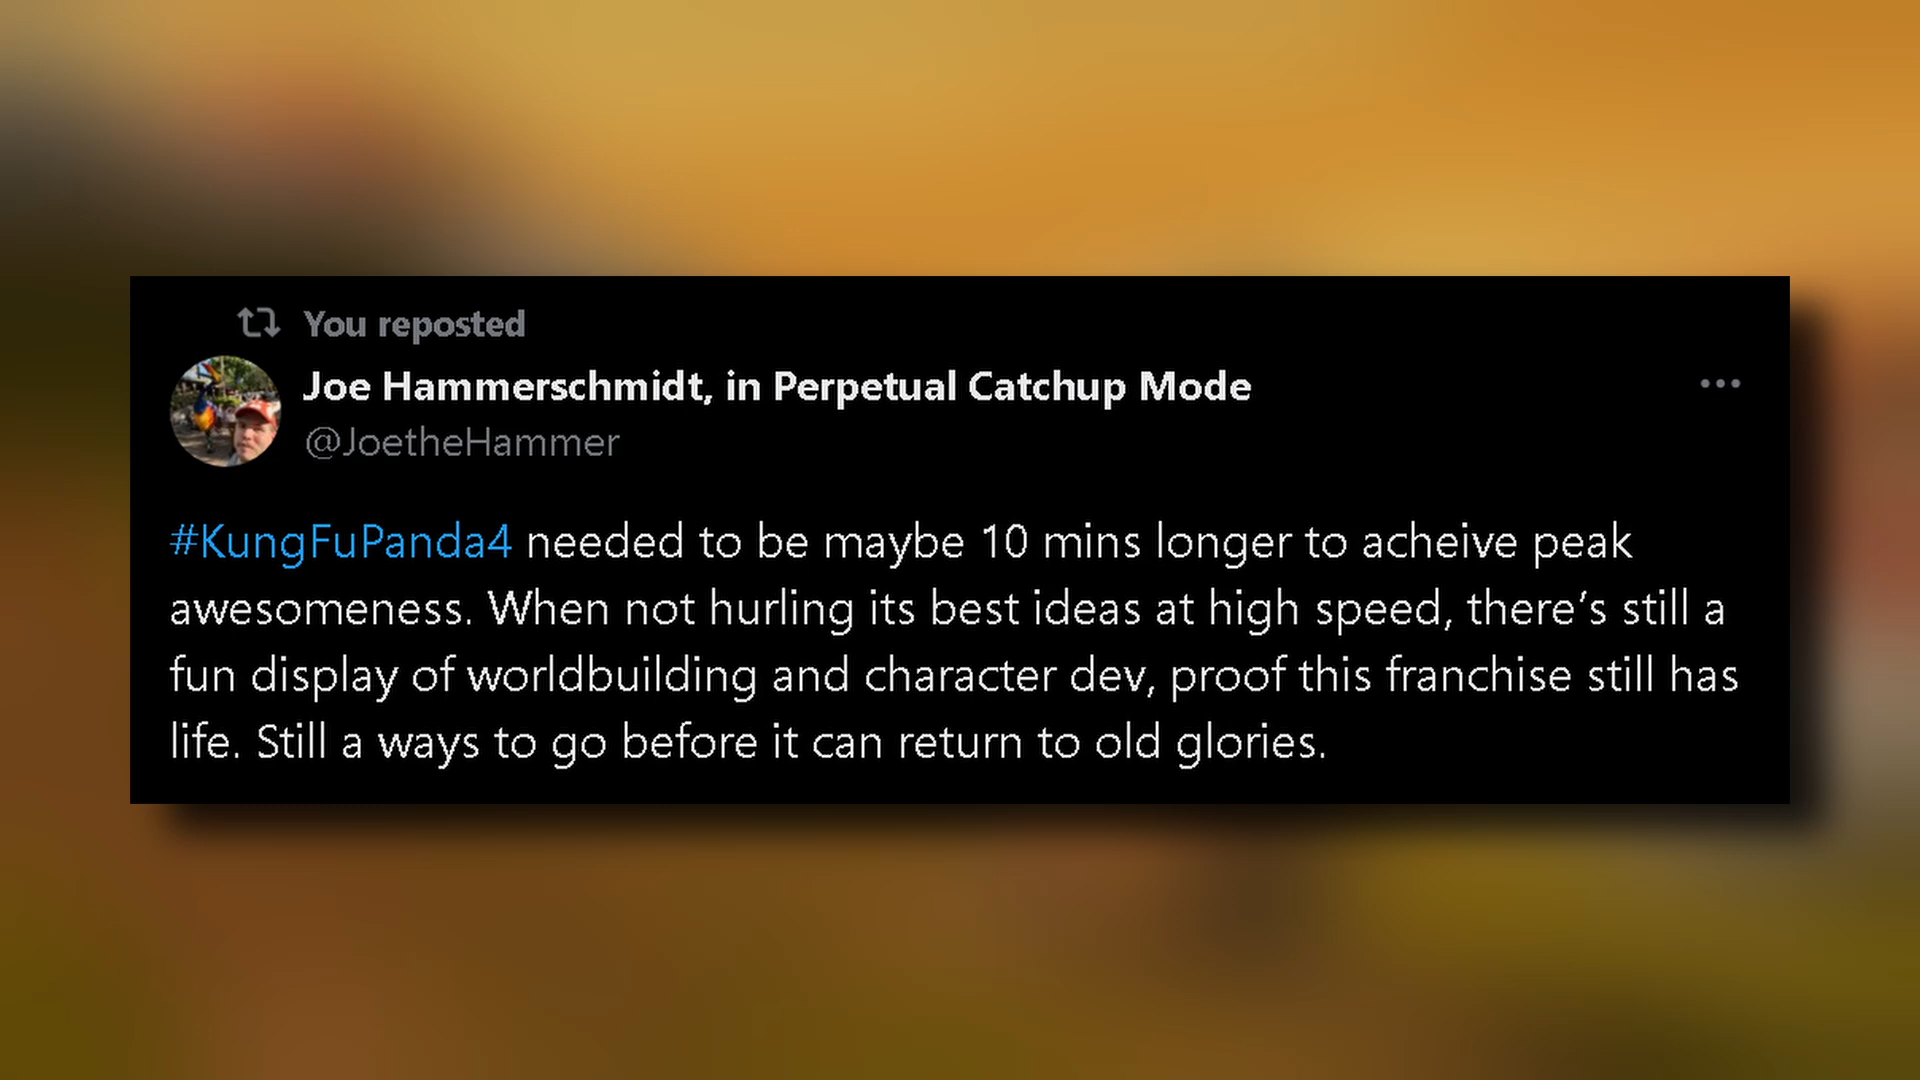 You reposted
Joe Hammerschmidt, in Perpetual Catchup Mode
@JoetheHammer
#KungFuPanda4 needed to be maybe 10 mins longer to acheive peak
awesomeness. When not hurling its best ideas at high speed, there’s still a
fun display of worldbuilding and character dev, proof this franchise still has
life. Still a ways to go before it can return to old glories.